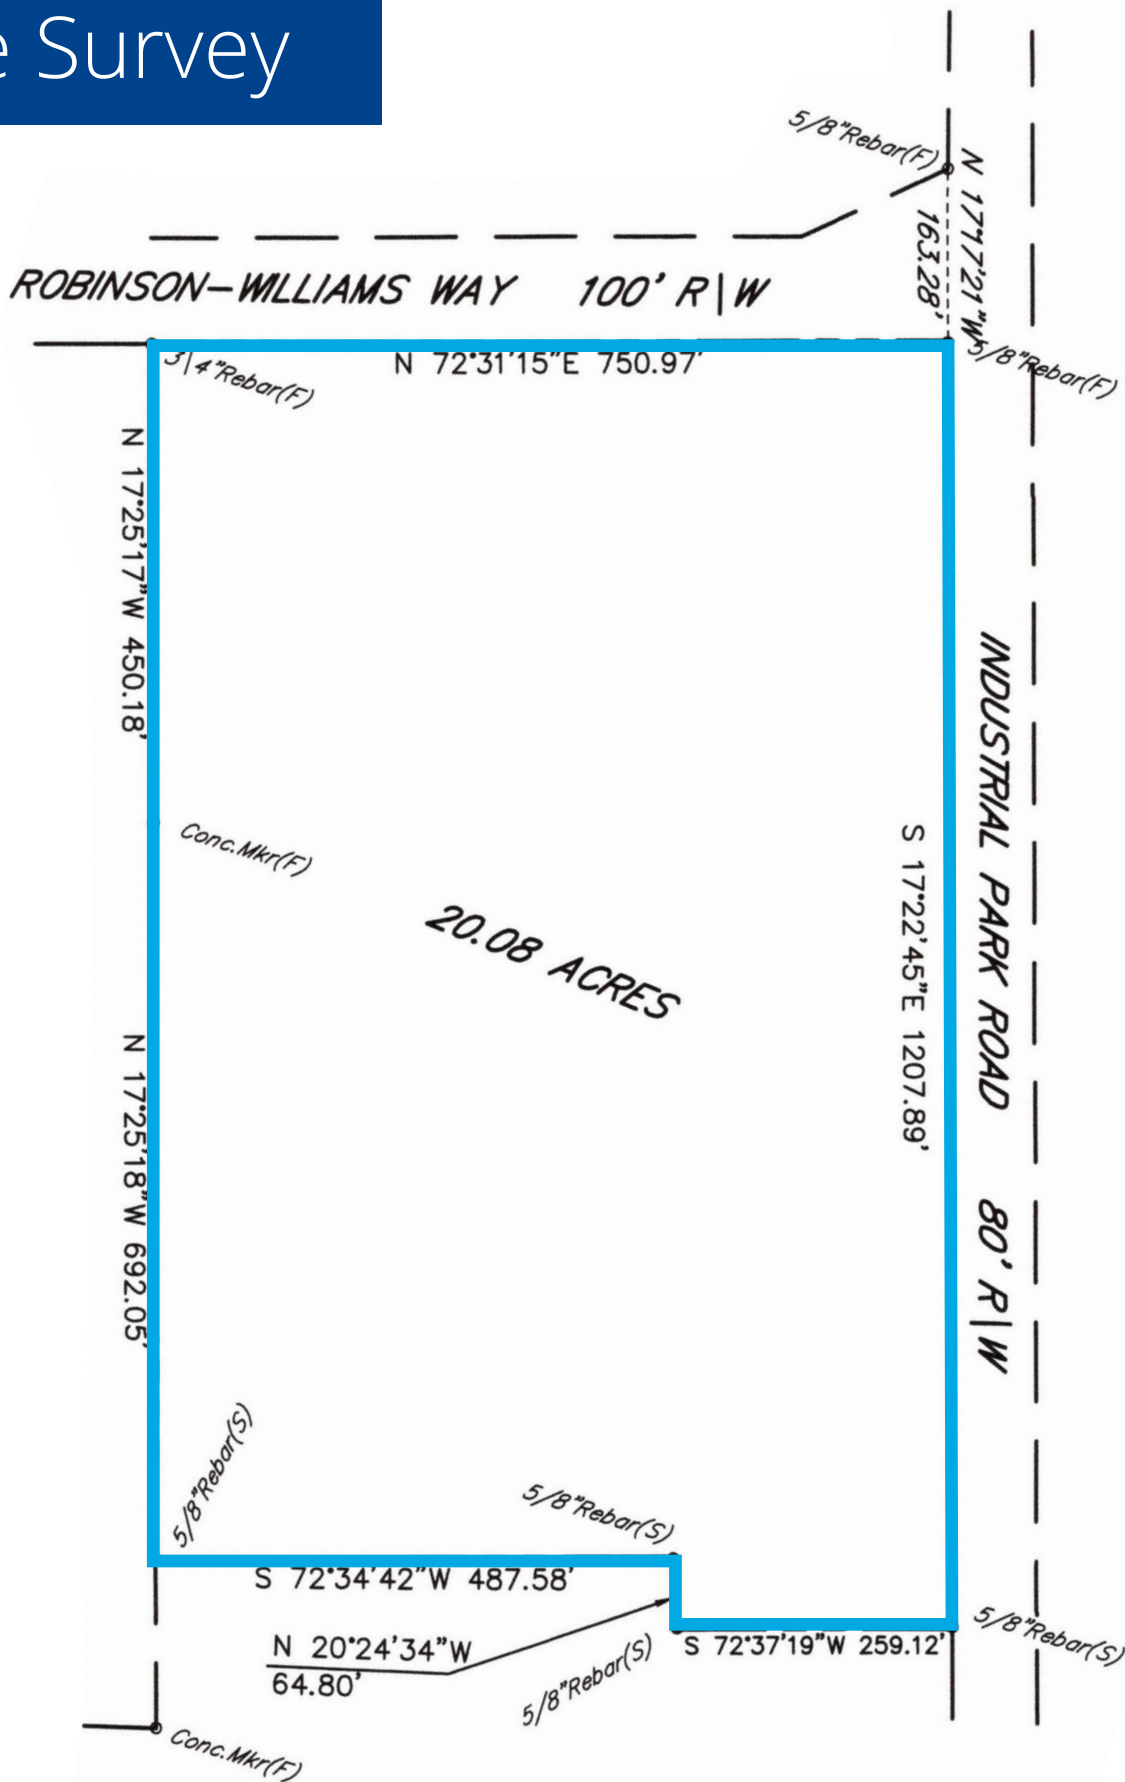 e Survey
5/8"Rebar(F)
N 17°17'21"W
163.28'
ROBINSON-WILLIAMS WAY 100' R|W
N 72°31'15"E 750.97'
3|4"Rebar(F)
5/8"Rebar(F)
N 17°25'17"W 450.18'
Conc.Mkr(F)
20.08 ACRES
S 17°22'45"E 1207.89'
INDUSTRIAL PARK ROAD 80' R|W
N 17°25'18"W 692.05'
5/8"Rebar(S)
5/8"Rebar(S)
S 72°34'42"W 487.58'
N 20°24'34"W
64.80'
5/8"Rebar(S)
S 72°37'19"W 259.12'
5/8"Rebar(S)
Conc.Mkr(F)